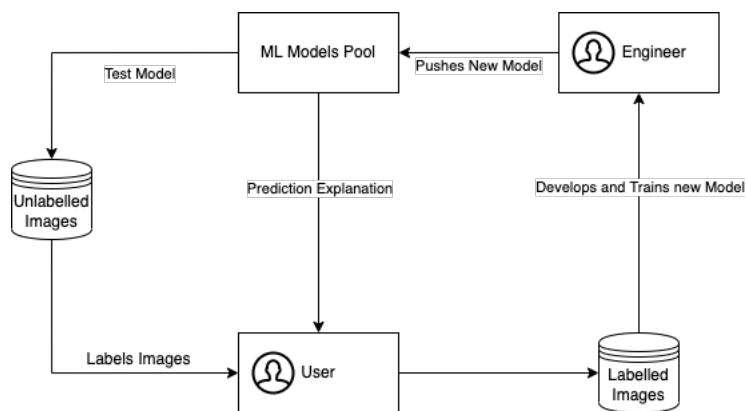 ML Models Pool
Engineer
Pushes New Model
Test Model
Unlabelled
Images
Prediction Explanation
Develops and Trains new Model
Labels Images
User
Labelled
Images